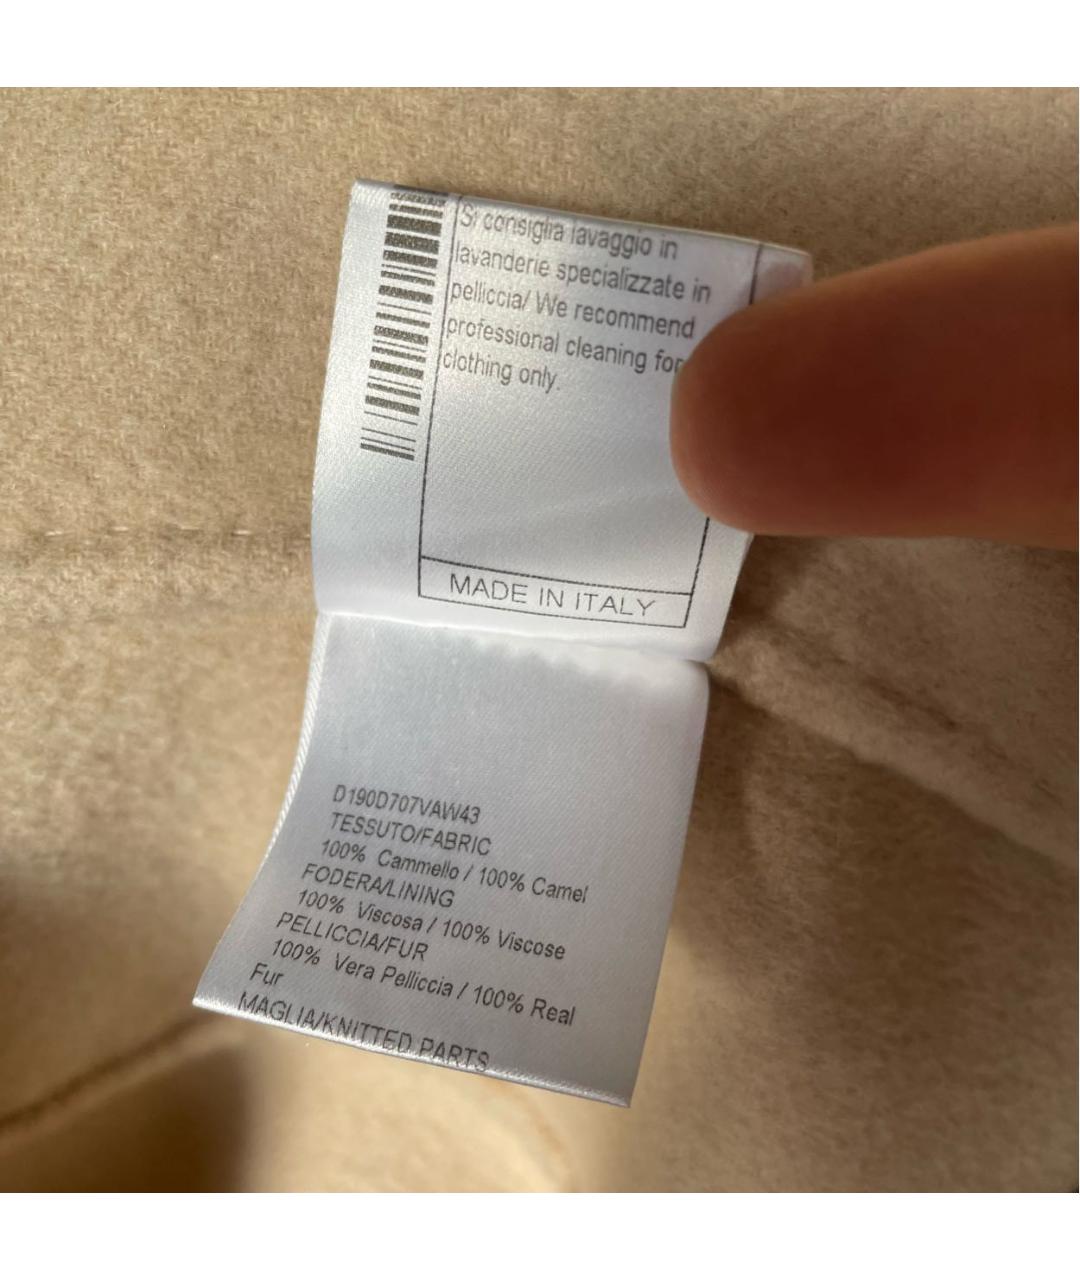 Si consiglia lavaggio in
lavanderie specializzate in
pelliccia/ We recommend
professional cleaning for
clothing only.
MADE IN ITALY
D190D707VAW43
TESSUTO/FABRIC
100% Cammello / 100% Camel
FODERA/LINING
100% Viscosa / 100% Viscose
PELLICCIA/FUR
100% Vera Pelliccia / 100% Real
Fur
MAGLIA/KNITTED PARTS